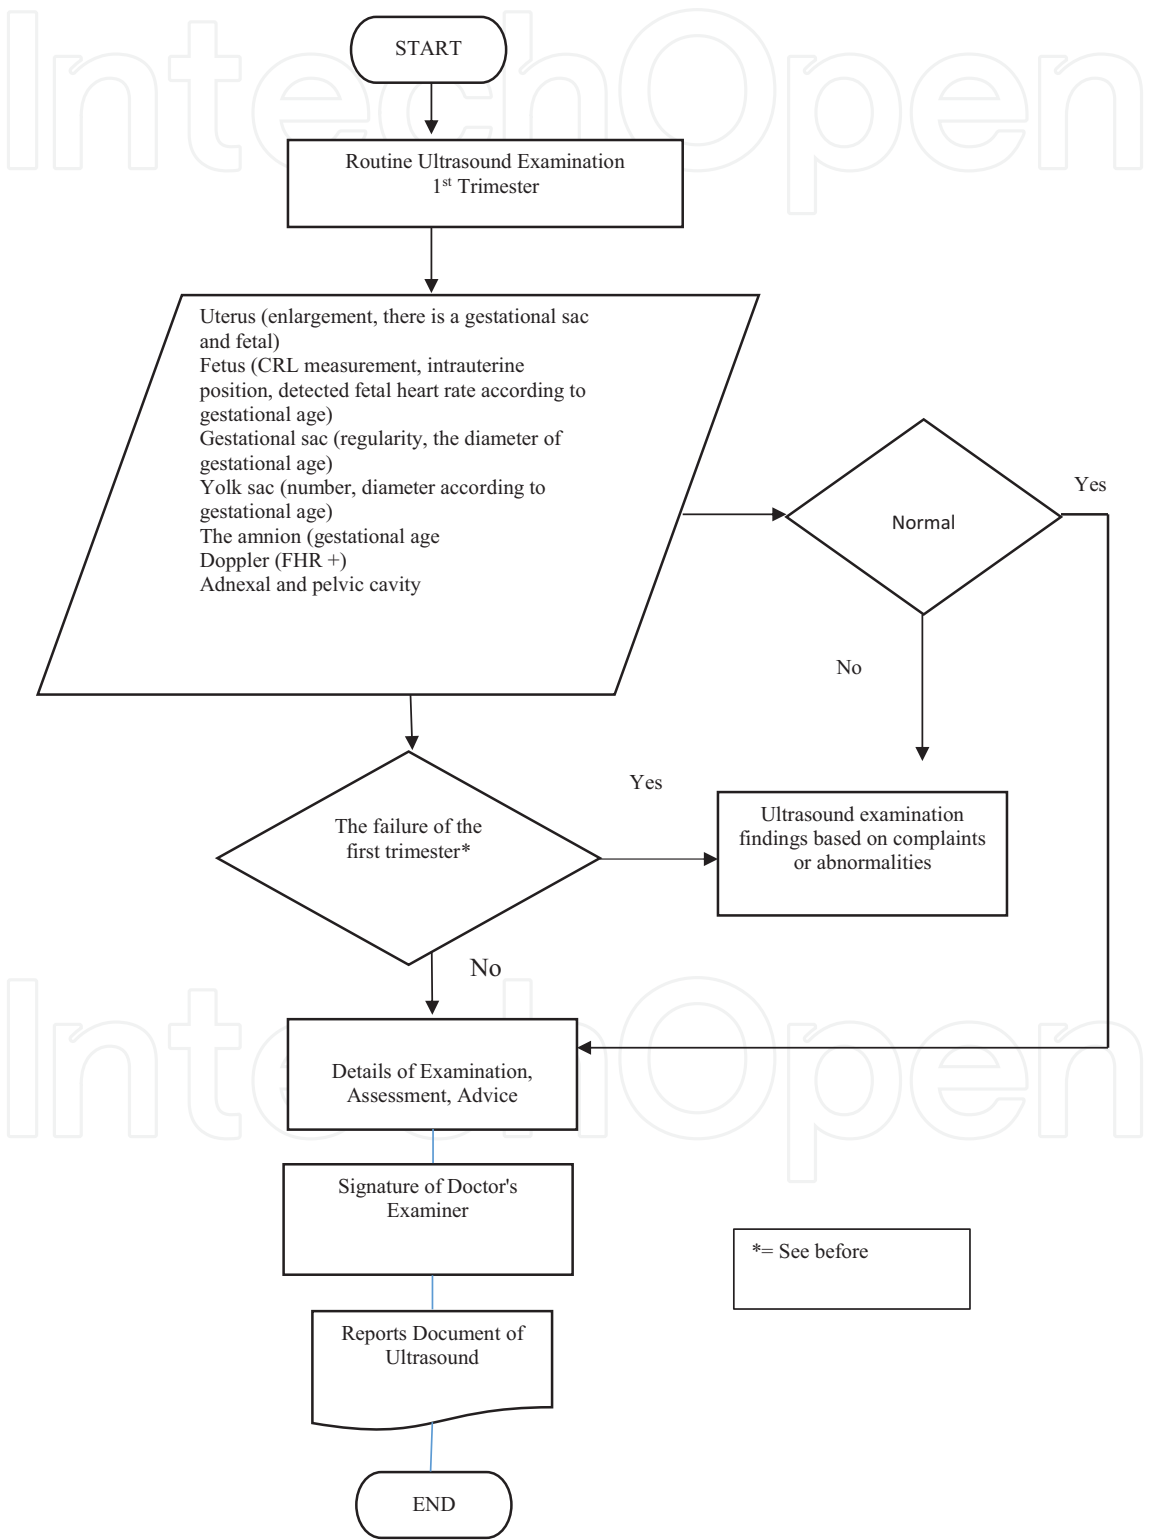 IntechOpen
START
Routine Ultrasound Examination
1st Trimester
Uterus (enlargement, there is a gestational sac
and fetal)
Fetus (CRL measurement, intrauterine
position, detected fetal heart rate according to
gestational age)
Gestational sac (regularity, the diameter of
gestational age)
Yolk sac (number, diameter according to
gestational age)
The amnion (gestational age
Doppler (FHR +)
Adnexal and pelvic cavity
Normal
Yes
No
The failure of the
first trimester*
Yes
Ultrasound examination
findings based on complaints
or abnormalities
No
IntechOpen
Details of Examination,
Assessment, Advice
Signature of Doctor's
Examiner
*= See before
Reports Document of
Ultrasound
END